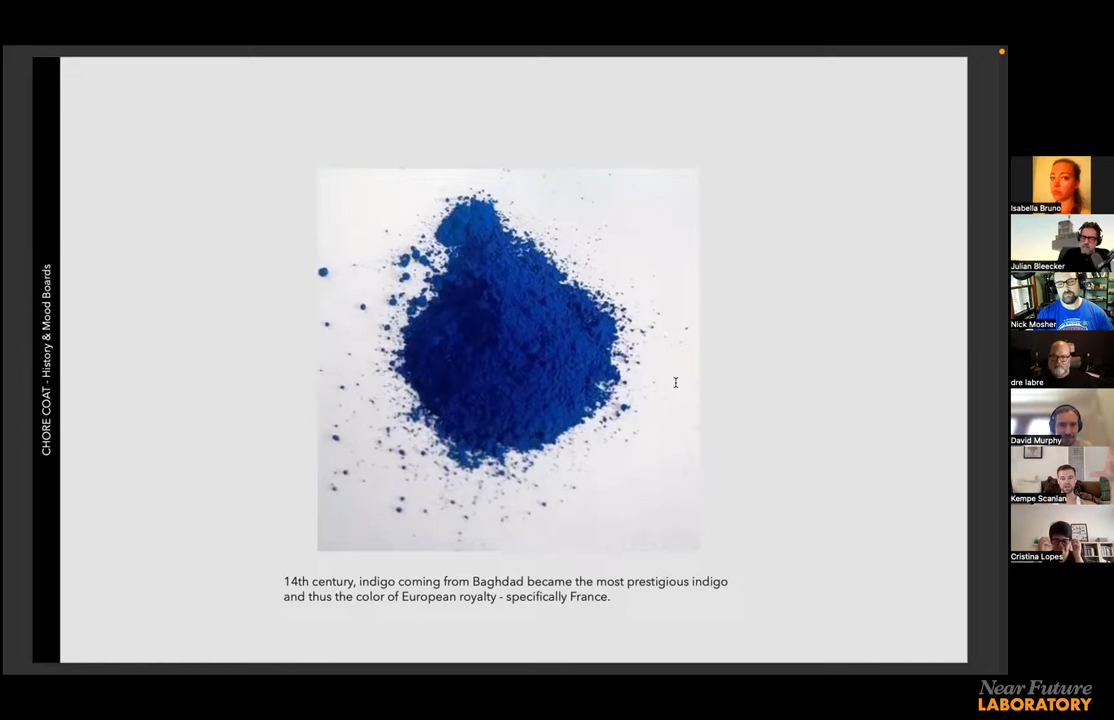 CHORE COAT - History & Mood Boards
14th century, indigo coming from Baghdad became the most prestigious indigo
and thus the color of European royalty - specifically France.
Isabella Bruno
Julian Bleecker
Nick Mosher
dre labre
David Murphy
Kempe Scanlan
Cristina Lopes
Near Future
LABORATORY